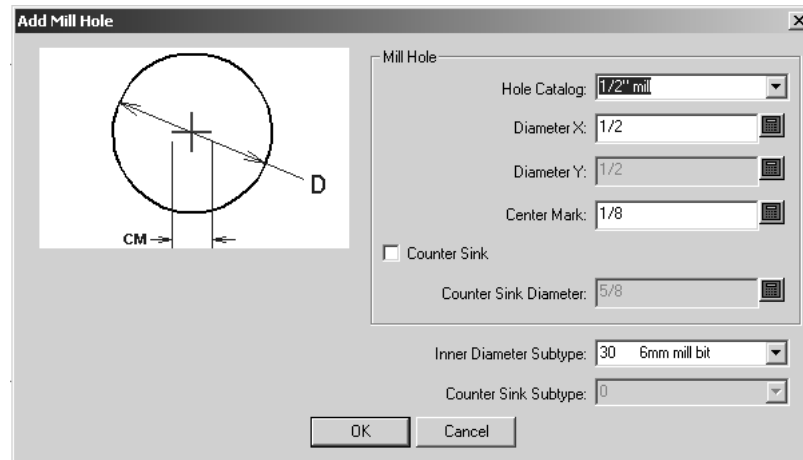 Add Mill Hole
D
CM
Mill Hole
Hole Catalog: 1/2" mill
Diameter X: 1/2
Diameter Y: 1/2
Center Mark: 1/8
Counter Sink
Counter Sink Diameter: 5/8
Inner Diameter Subtype: 30 6mm mill bit
Counter Sink Subtype: 0
OK Cancel